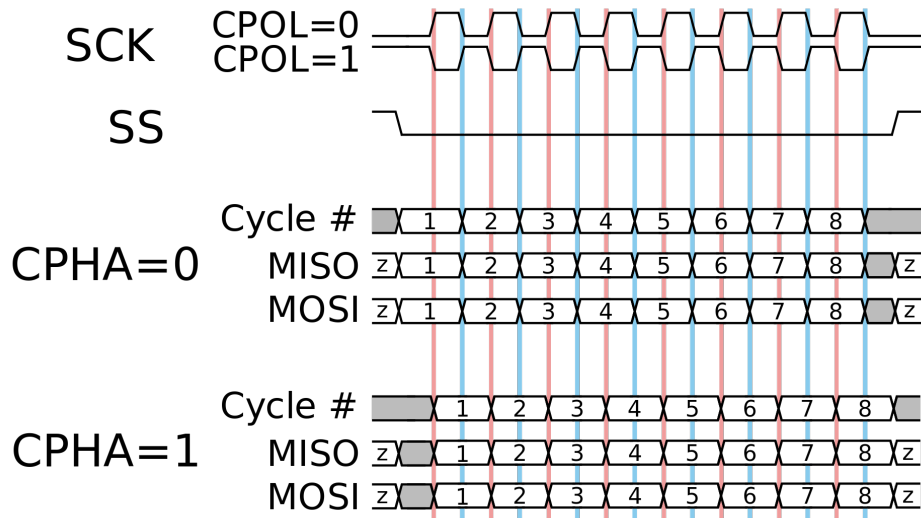 SCK
CPOL=0
CPOL=1
SS
Cycle # 1 2 3 4 5 6 7 8
CPHA=0
MISO z 1 2 3 4 5 6 7 8 z
MOSI z 1 2 3 4 5 6 7 8 z
Cycle # 1 2 3 4 5 6 7 8
CPHA=1
MISO z 1 2 3 4 5 6 7 8 z
MOSI z 1 2 3 4 5 6 7 8 z